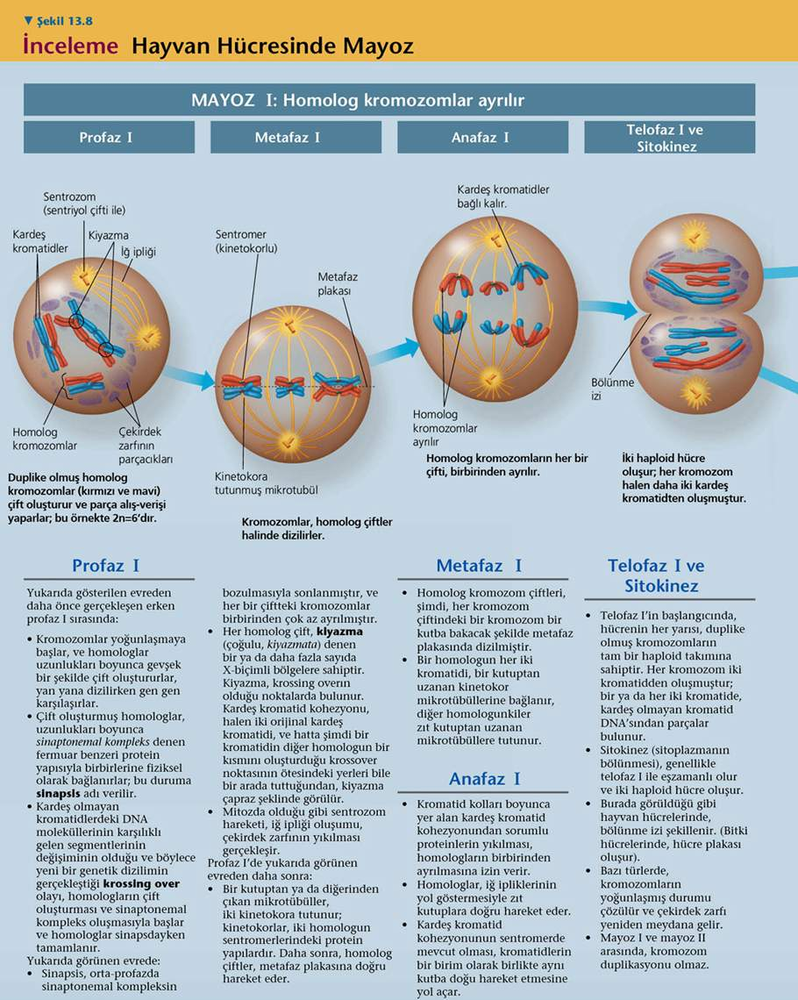 ▼ Şekil 13.8
İnceleme Hayvan Hücresinde Mayoz
MAYOZ I: Homolog kromozomlar ayrılır
Profaz I
Metafaz I
Anafaz I
Telofaz I ve
Sitokinez
Sentrozom
(sentriyol çifti ile)
Kardeş
kromatidler
Kiyazma
İğ ipliği
Homolog
kromozomlar
Çekirdek
zarfının
parçacıkları
Duplike olmuş homolog
kromozomlar (kırmızı ve mavi)
çift oluşturur ve parça alış-verişi
yaparlar; bu örnekte 2n=6'dır.
Sentromer
(kinetokorlu)
Metafaz
plakası
Kinetokora
tutunmuş mikrotübül
Kromozomlar, homolog çiftler
halinde dizilirler.
Kardeş kromatidler
bağlı kalır.
Homolog
kromozomlar
ayrılır
Homolog kromozomların her bir
çifti, birbirinden ayrılır.
Bölünme
izi
İki haploid hücre
oluşur; her kromozom
halen daha iki kardeş
kromatidten oluşmuştur.
Profaz I
Yukarıda gösterilen evreden
daha önce gerçekleşen erken
profaz I sırasında:
• Kromozomlar yoğunlaşmaya
başlar, ve homologlar
uzunlukları boyunca gevşek
bir şekilde çift oluştururlar,
yan yana dizilirken gen gen
karşılaşırlar.
• Çift oluşturmuş homologlar,
uzunlukları boyunca
sinaptonemal kompleks denen
fermuar benzeri protein
yapısıyla birbirlerine fiziksel
olarak bağlanırlar; bu duruma
sinapsis adı verilir.
• Kardeş olmayan
kromatidlerdeki DNA
moleküllerinin karşılıklı
gelen segmentlerinin
değişiminin olduğu ve böylece
yeni bir genetik dizilimin
gerçekleştiği krossing over
olayı, homologların çift
oluşturması ve sinaptonemal
kompleks oluşmasıyla başlar
ve homologlar sinapsdayken
tamamlanır.
Yukarıda görünen evrede:
• Sinapsis, orta-profazda
sinaptonemal kompleksin
bozulmasıyla sonlanmıştır, ve
her bir çiftteki kromozomlar
birbirinden çok az ayrılmıştır.
• Her homolog çift, kiyazma
(çoğulu, kiyazmata) denen
bir ya da daha fazla sayıda
X-biçimli bölgelere sahiptir.
Kiyazma, krossing overın
olduğu noktalarda bulunur.
Kardeş kromatid kohezyonu,
halen iki orijinal kardeş
kromatidi, ve hatta şimdi bir
kromatidin diğer homologun bir
kısmını oluşturduğu krossover
noktasının ötesindeki yerleri bile
bir arada tuttuğundan, kiyazma
çapraz şeklinde görülür.
• Mitozda olduğu gibi sentrozom
hareketi, iğ ipliği oluşumu,
çekirdek zarfının yıkılması
gerçekleşir.
Profaz I'de yukarıda görünen
evreden daha sonra:
• Bir kutuptan ya da diğerinden
çıkan mikrotübüller,
iki kinetokora tutunur;
kinetokorlar, iki homologun
sentromerlerindeki protein
yapılardır. Daha sonra, homolog
çiftler, metafaz plakasına doğru
hareket eder.
Metafaz I
• Homolog kromozom çiftleri,
şimdi, her kromozom
çiftindeki bir kromozom bir
kutba bakacak şekilde metafaz
plakasında dizilmiştir.
• Bir homologun her iki
kromatidi, bir kutuptan
uzanan kinetokor
mikrotübüllerine bağlanır,
diğer homologunkiler
zıt kutuptan uzanan
mikrotübüllere tutunur.
Anafaz I
• Kromatid kolları boyunca
yer alan kardeş kromatid
kohezyonundan sorumlu
proteinlerin yıkılması,
homologların birbirinden
ayrılmasına izin verir.
• Homologlar, iğ ipliklerinin
yol göstermesiyle zıt
kutuplara doğru hareket eder.
• Kardeş kromatid
kohezyonunun sentromerde
mevcut olması, kromatidlerin
bir birim olarak birlikte aynı
kutba doğru hareket etmesine
yol açar.
Telofaz I ve
Sitokinez
• Telofaz I'in başlangıcında,
hücrenin her yarısı, duplike
olmuş kromozomların
tam bir haploid takımına
sahiptir. Her kromozom iki
kromatidden oluşmuştur;
bir ya da her iki kromatide,
kardeş olmayan kromatid
DNA'sından parçalar
bulunur.
• Sitokinez (sitoplazmanın
bölünmesi), genellikle
telofaz I ile eşzamanlı olur
ve iki haploid hücre oluşur.
• Burada görüldüğü gibi
hayvan hücrelerinde,
bölünme izi şekillenir. (Bitki
hücrelerinde, hücre plakası
oluşur).
• Bazı türlerde,
kromozomların
yoğunlaşmış durumu
çözülür ve çekirdek zarfı
yeniden meydana gelir.
• Mayoz I ve mayoz II
arasında, kromozom
duplikasyonu olmaz.